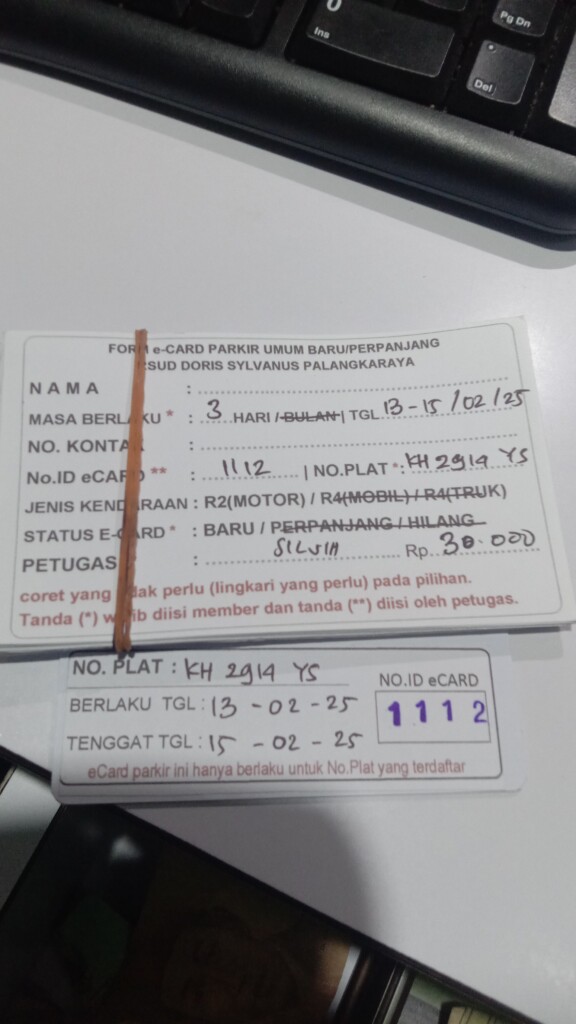 Ins
Pg Dn
Del
FORM e-CARD PARKIR UMUM BARU/PERPANJANG
RSUD DORIS SYLVANUS PALANGKARAYA
NAMA :
MASA BERLAKU * : 3 HARI / BULAN | TGL 13-15/02/25
NO. KONTAK :
No.ID eCARD ** : 1112 | NO.PLAT *: KH 2914 YS
JENIS KENDARAAN : R2(MOTOR) / R4(MOBIL) / R4(TRUK)
STATUS E-CARD * : BARU / PERPANJANG / HILANG
PETUGAS : SILVIA Rp. 30.000
coret yang tidak perlu (lingkari yang perlu) pada pilihan.
Tanda (*) wajib diisi member dan tanda (**) diisi oleh petugas.
NO. PLAT : KH 2914 YS
NO.ID eCARD
BERLAKU TGL : 13 - 02 - 25
1112
TENGGAT TGL : 15 - 02 - 25
eCard parkir ini hanya berlaku untuk No.Plat yang terdaftar